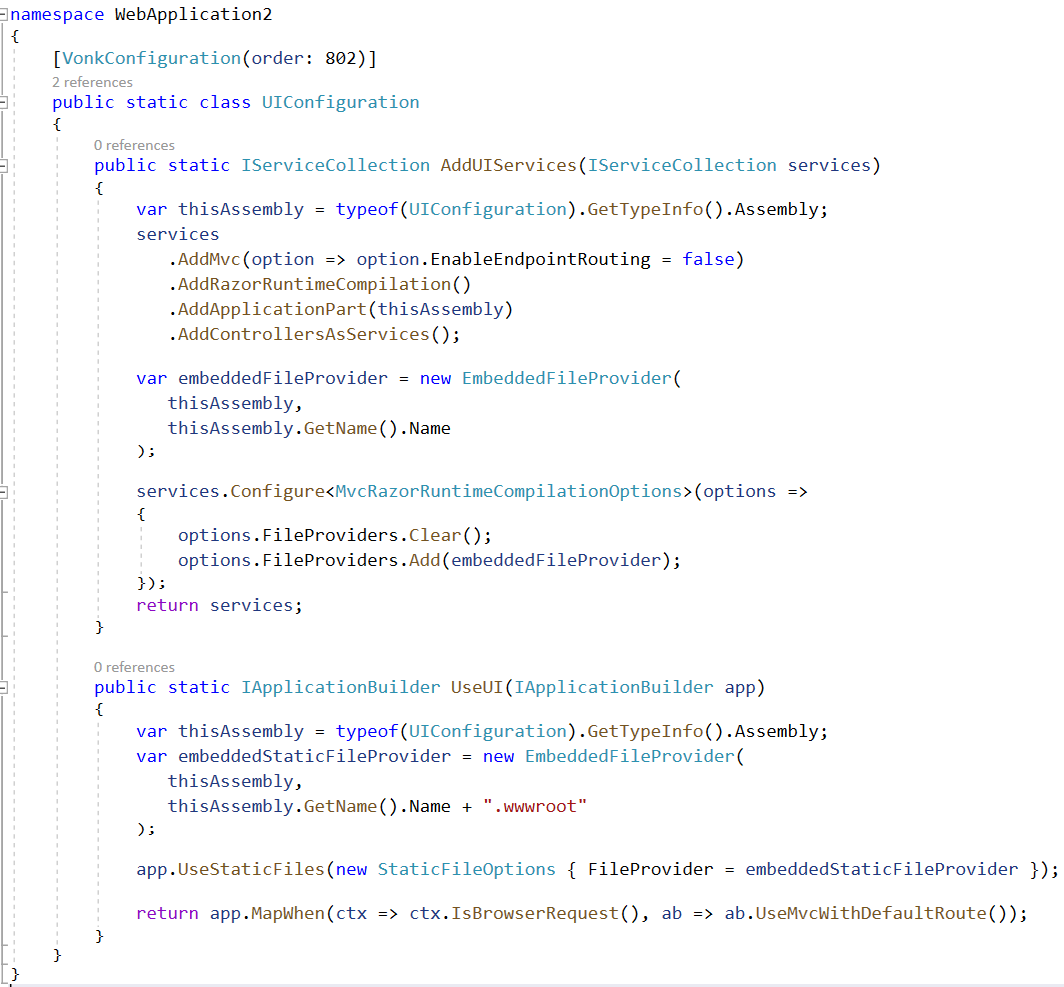 namespace WebApplication2
{
    [VonkConfiguration(order: 802)]
    2 references
    public static class UIConfiguration
    {
        0 references
        public static IServiceCollection AddUIServices(IServiceCollection services)
        {
            var thisAssembly = typeof(UIConfiguration).GetTypeInfo().Assembly;
            services
               .AddMvc(option => option.EnableEndpointRouting = false)
               .AddRazorRuntimeCompilation()
               .AddApplicationPart(thisAssembly)
               .AddControllersAsServices();

            var embeddedFileProvider = new EmbeddedFileProvider(
               thisAssembly,
               thisAssembly.GetName().Name
            );

            services.Configure<MvcRazorRuntimeCompilationOptions>(options =>
            {
                options.FileProviders.Clear();
                options.FileProviders.Add(embeddedFileProvider);
            });
            return services;
        }

        0 references
        public static IApplicationBuilder UseUI(IApplicationBuilder app)
        {
            var thisAssembly = typeof(UIConfiguration).GetTypeInfo().Assembly;
            var embeddedStaticFileProvider = new EmbeddedFileProvider(
               thisAssembly,
               thisAssembly.GetName().Name + ".wwwroot"
            );

            app.UseStaticFiles(new StaticFileOptions { FileProvider = embeddedStaticFileProvider });

            return app.MapWhen(ctx => ctx.IsBrowserRequest(), ab => ab.UseMvcWithDefaultRoute());
        }
    }
}